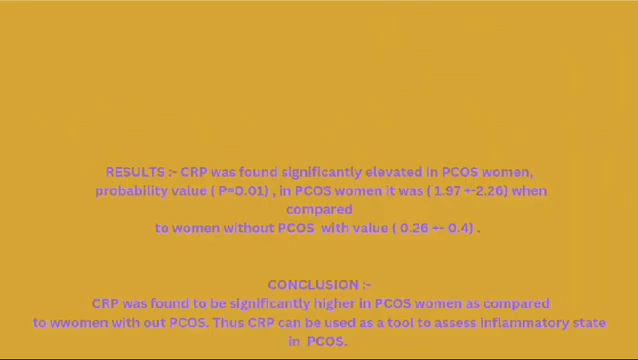 RESULTS :- CRP was found significantly elevated in PCOS women,
probability value ( P=0.01) , in PCOS women it was ( 1.97 +-2.26) when
compared
to women without PCOS with value ( 0.26 +- 0.4) .
CONCLUSION :-
CRP was found to be significantly higher in PCOS women as compared
to wwomen with out PCOS. Thus CRP can be used as a tool to assess inflammatory state
in PCOS.